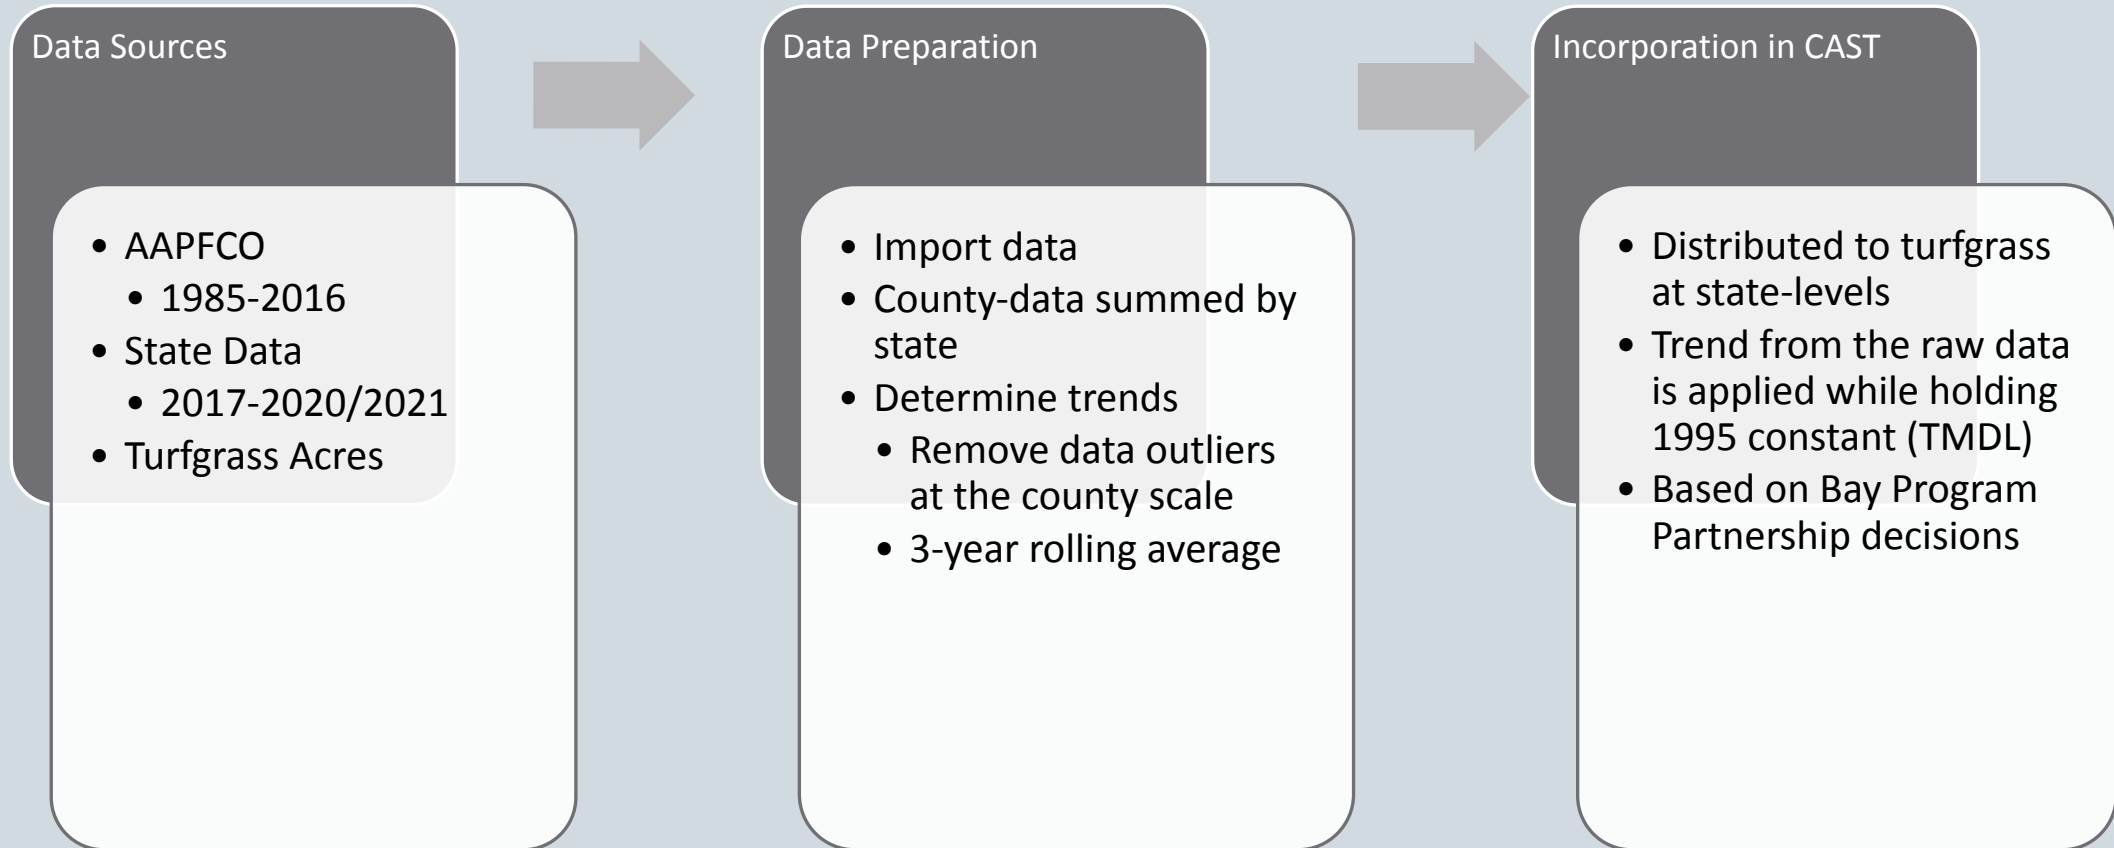 Data Sources
• AAPFCO
• 1985-2016
• State Data
• 2017-2020/2021
• Turfgrass Acres
Data Preparation
• Import data
• County-data summed by
state
• Determine trends
• Remove data outliers
at the county scale
• 3-year rolling average
Incorporation in CAST
• Distributed to turfgrass
at state-levels
• Trend from the raw data
is applied while holding
1995 constant (TMDL)
• Based on Bay Program
Partnership decisions